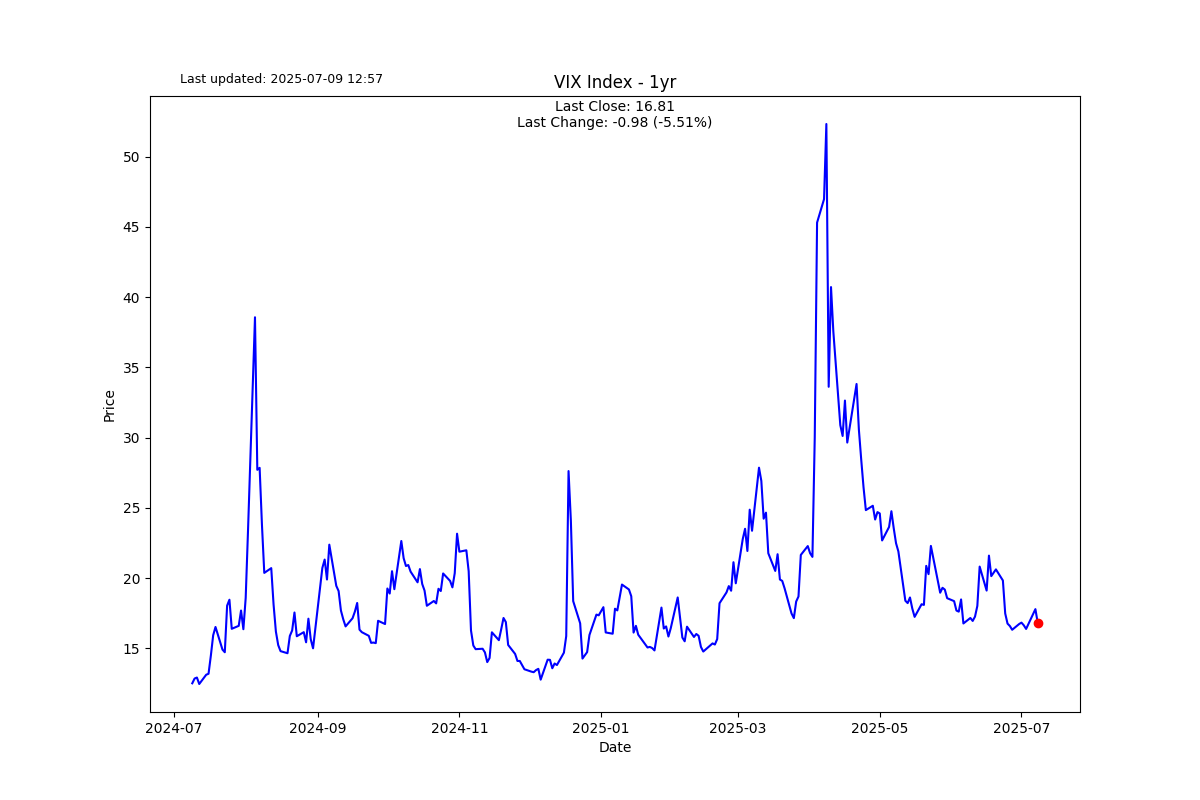 Last updated: 2025-07-09 12:57
VIX Index - 1yr
Last Close: 16.81
Last Change: -0.98 (-5.51%)
50
45
40
35
30
25
20
15
Price
2024-07
2024-09
2024-11
2025-01
2025-03
2025-05
2025-07
Date